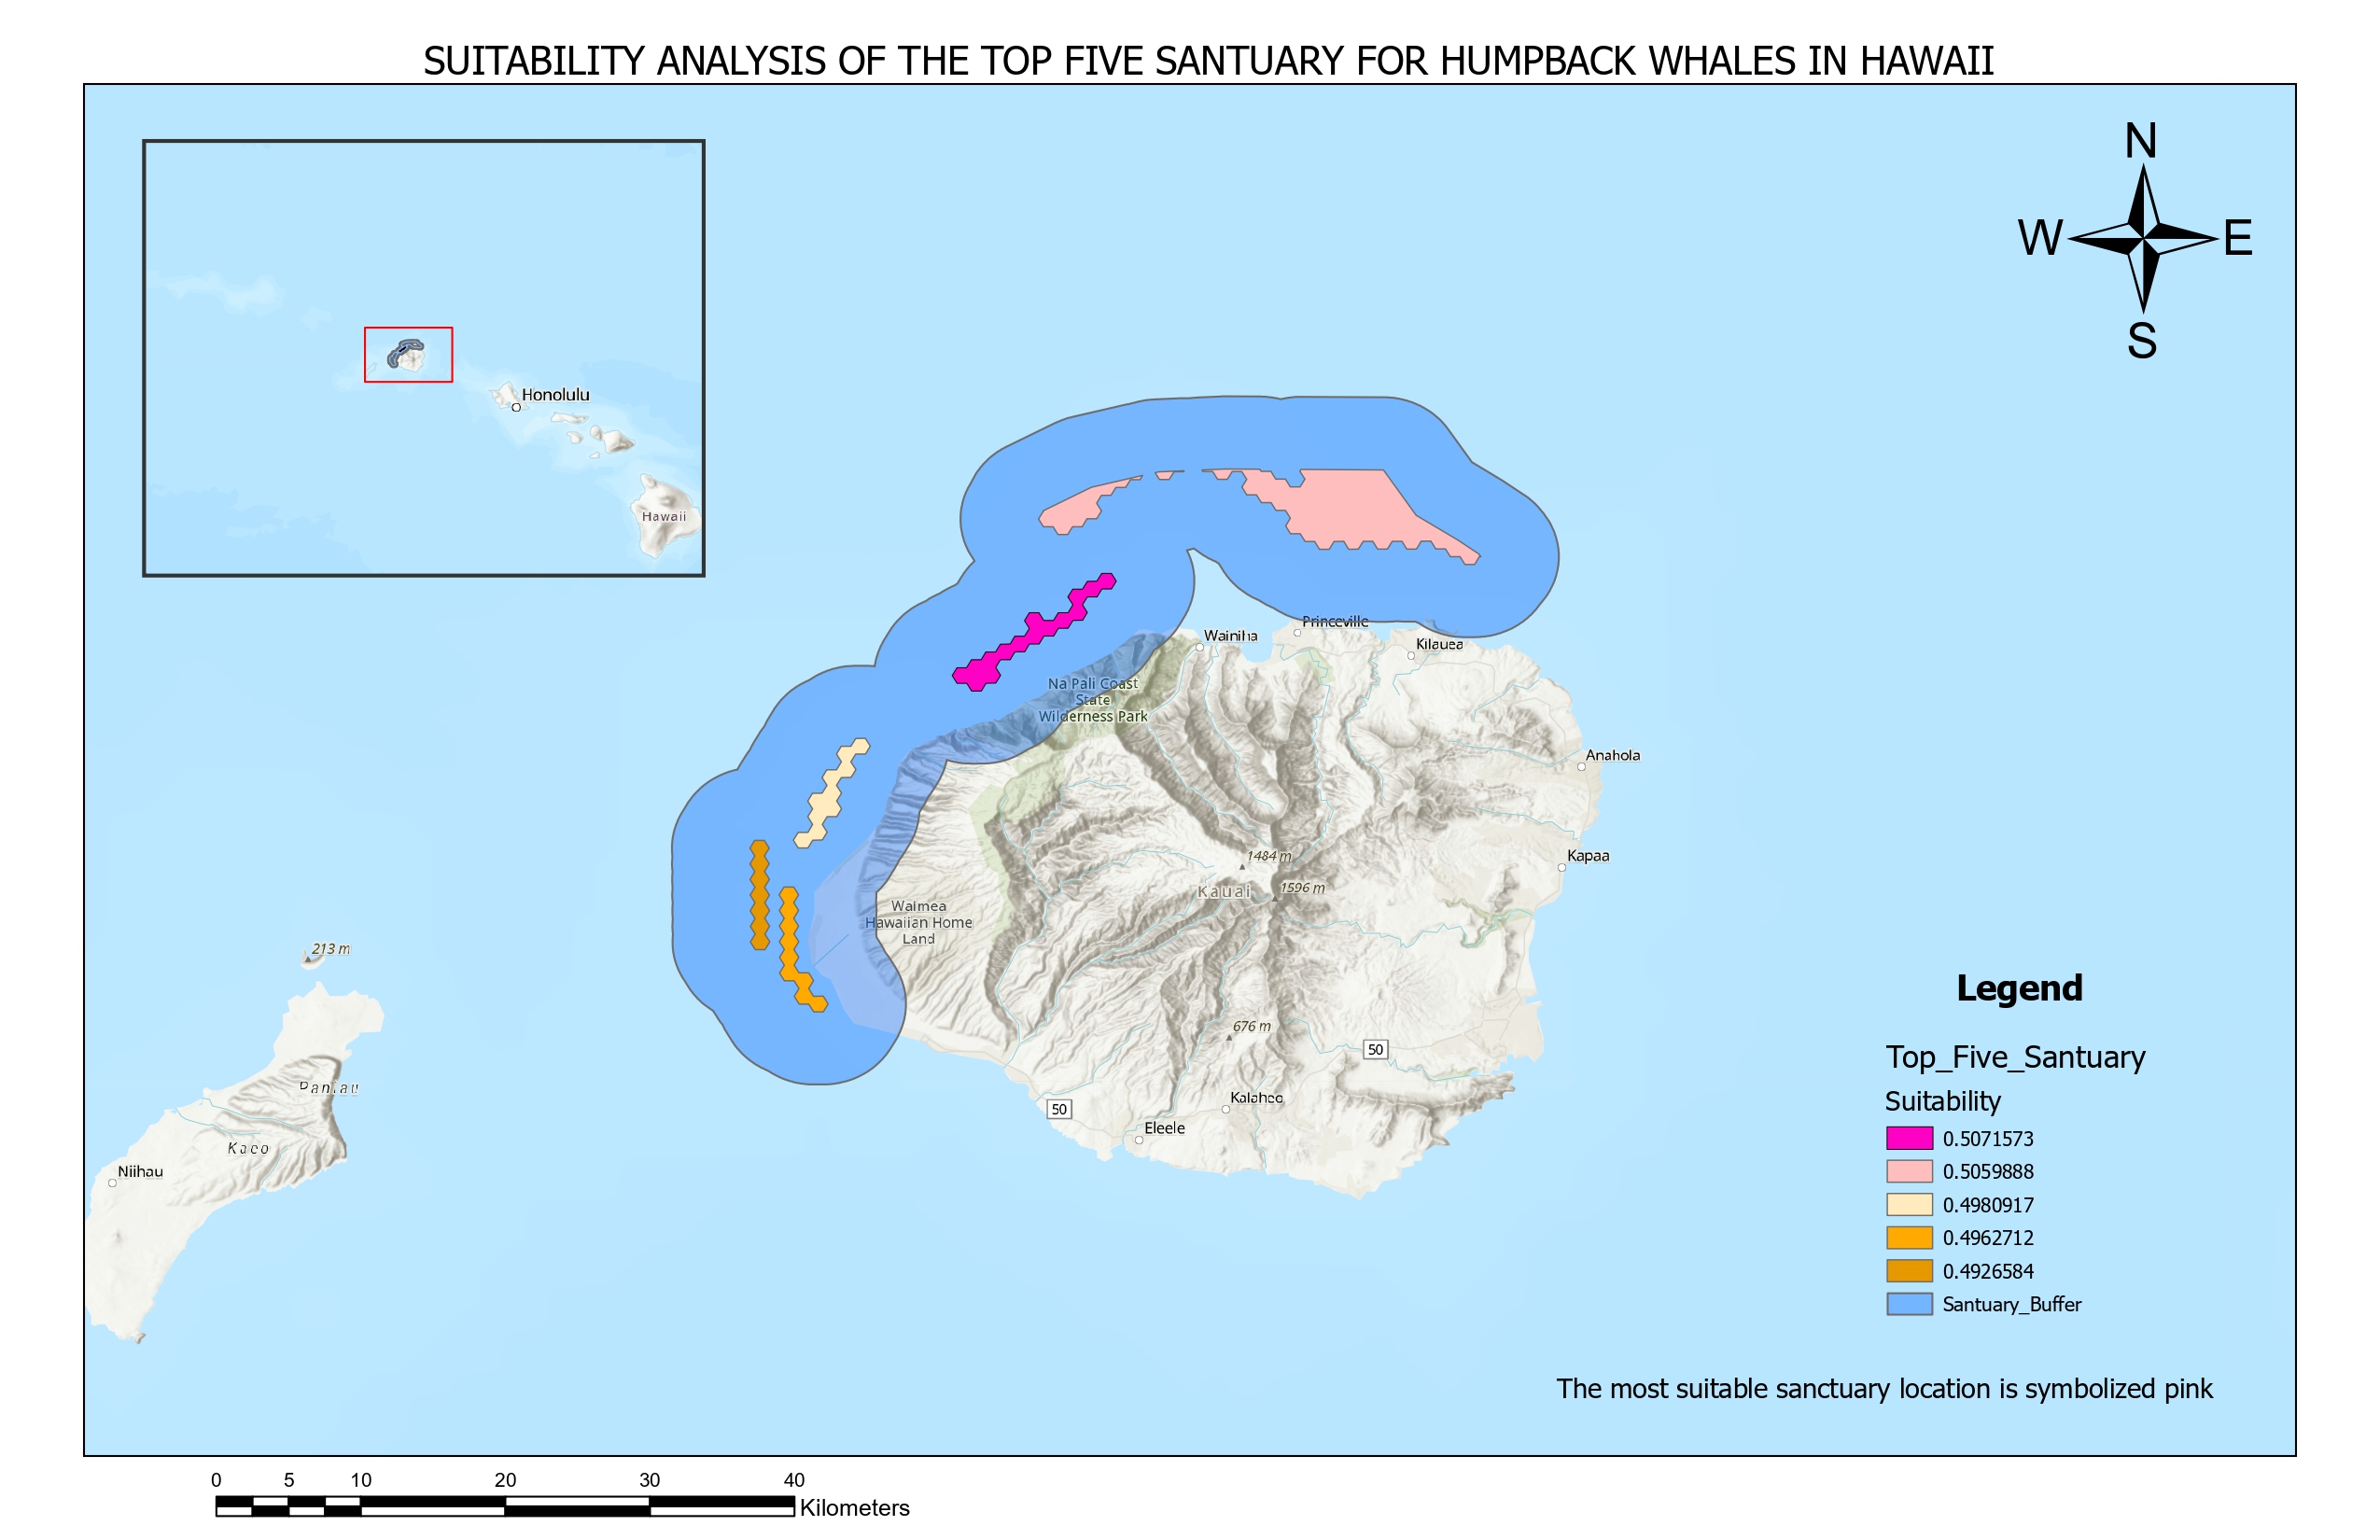 SUITABILITY ANALYSIS OF THE TOP FIVE SANTUARY FOR HUMPBACK WHALES IN HAWAII
N
W E
S
Honolulu
Hawaii
Princeville
Wainiha
Kilauea
Na Pali Coast
State
Wilderness Park
Anahola
1484 m
Kapaa
1596 m
Kauai
Waimea
Hawaiian Home
Land
213 m
676 m
50
Paniau
Kalaheo
50
Eleele
Kaeo
Niihau
Legend
Top_Five_Santuary
Suitability
0.5071573
0.5059888
0.4980917
0.4962712
0.4926584
Santuary_Buffer
The most suitable sanctuary location is symbolized pink
0 5 10 20 30 40
Kilometers